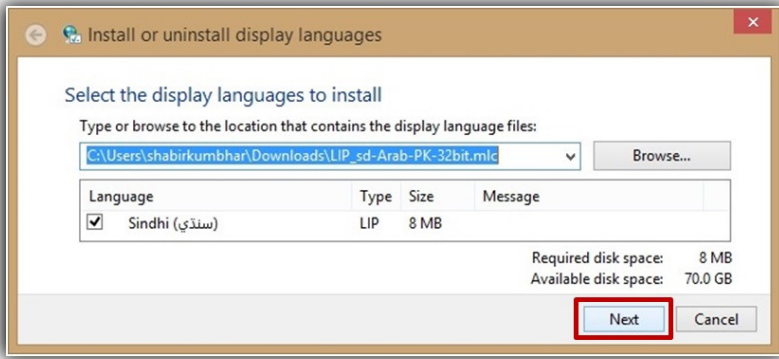 Install or uninstall display languages
Select the display languages to install
Type or browse to the location that contains the display language files:
C:\Users\shabirkumbhar\Downloads\LIP_sd-Arab-PK-32bit.mlc Browse...
Language Type Size Message
Sindhi (سنڌي) LIP 8 MB
Required disk space: 8 MB
Available disk space: 70.0 GB
Next Cancel